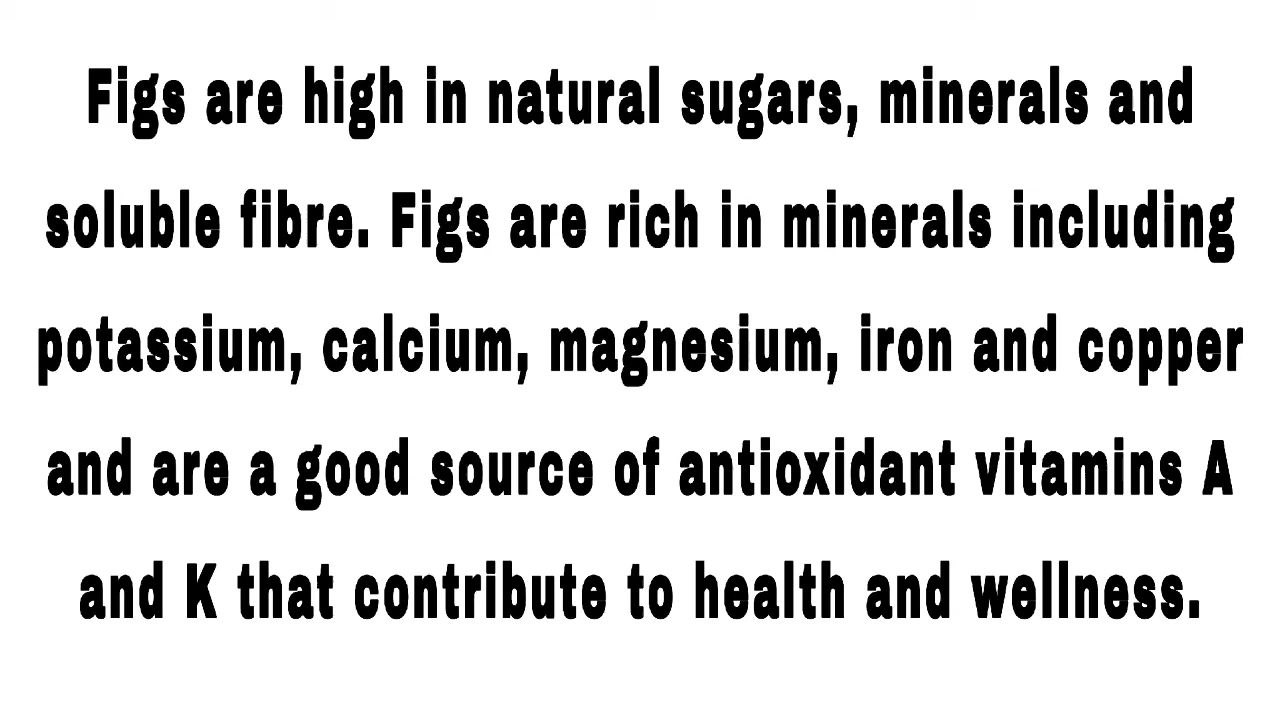 Figs are high in natural sugars, minerals and
soluble fibre. Figs are rich in minerals including
potassium, calcium, magnesium, iron and copper
and are a good source of antioxidant vitamins A
and K that contribute to health and wellness.